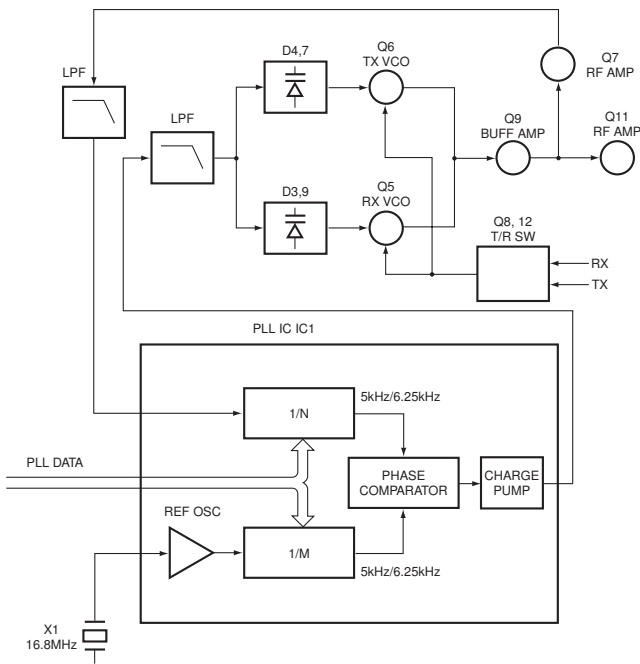 LPF
LPF
D4,7
Q6
TX VCO
Q7
RF AMP
Q9
BUFF AMP
Q11
RF AMP
D3,9
Q5
RX VCO
Q8, 12
T/R SW
RX
TX
PLL IC IC1
1/N
5kHz/6.25kHz
PLL DATA
PHASE
COMPARATOR
CHARGE
PUMP
REF OSC
1/M
5kHz/6.25kHz
X1
16.8MHz